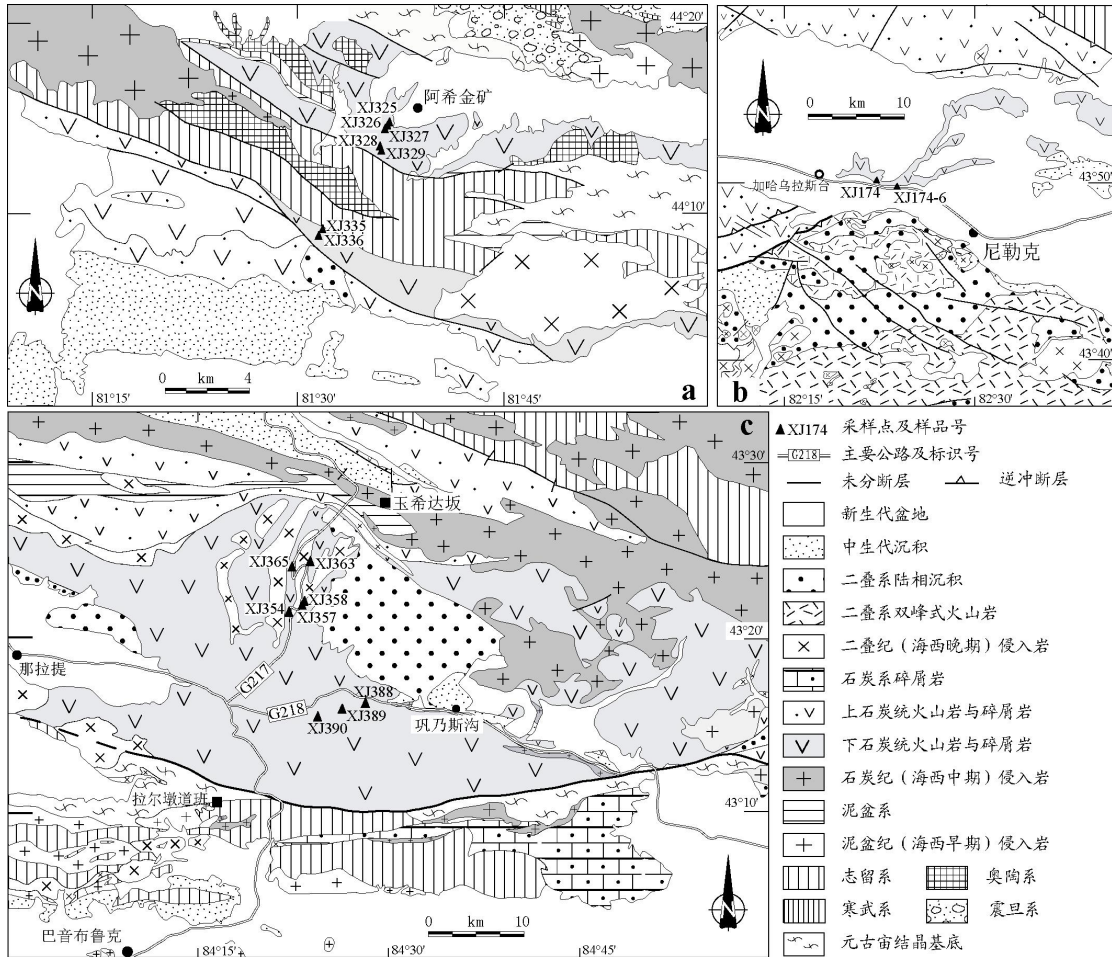 44°20′
XJ325
阿希金矿
XJ326
XJ327
XJ328
XJ329
44°10′
XJ335
XJ336
N
0 km 4
a
81°15′ 81°30′ 81°45′
b
N
0 km 10
加哈乌拉斯台
43°50′
XJ174
XJ174-6
尼勒克
43°40′
82°15′ 82°30′
c
43°30′
玉希达坂
XJ365
XJ363
XJ358
XJ354
XJ357
43°20′
那拉提
G217
XJ388
G218
XJ389
XJ390
巩乃斯沟
拉尔墩道班
43°10′
N
0 km 10
巴音布鲁克
84°15′ 84°30′ 84°45′
XJ174 采样点及样品号
G218 主要公路及标识号
未分断层 逆冲断层
新生代盆地
中生代沉积
二叠系陆相沉积
二叠系双峰式火山岩
二叠纪（海西晚期）侵入岩
石炭系碎屑岩
上石炭统火山岩与碎屑岩
下石炭统火山岩与碎屑岩
石炭纪（海西中期）侵入岩
泥盆系
泥盆纪（海西早期）侵入岩
志留系 奥陶系
寒武系 震旦系
元古宙结晶基底